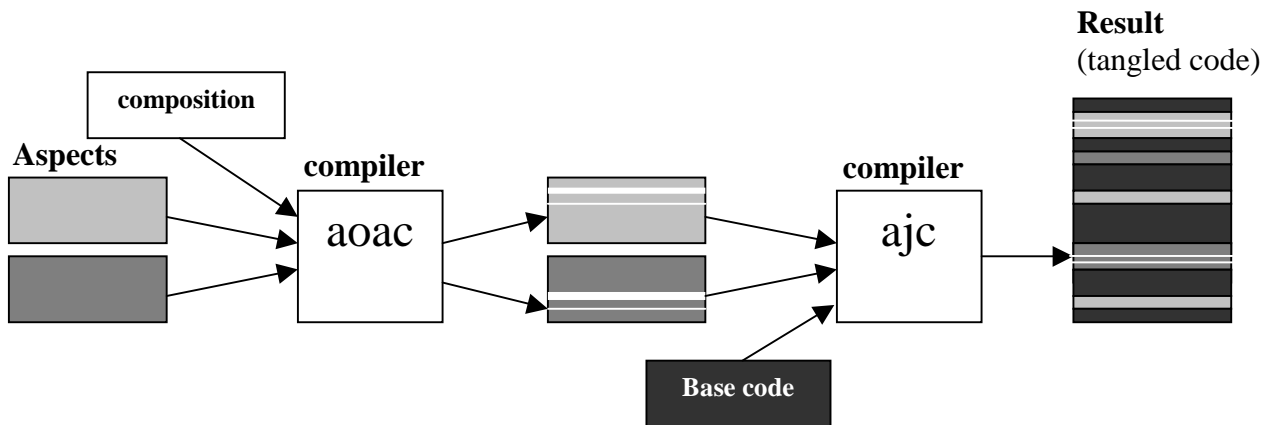 Result
(tangled code)
composition
Aspects
compiler
compiler
aoac
ajc
Base code